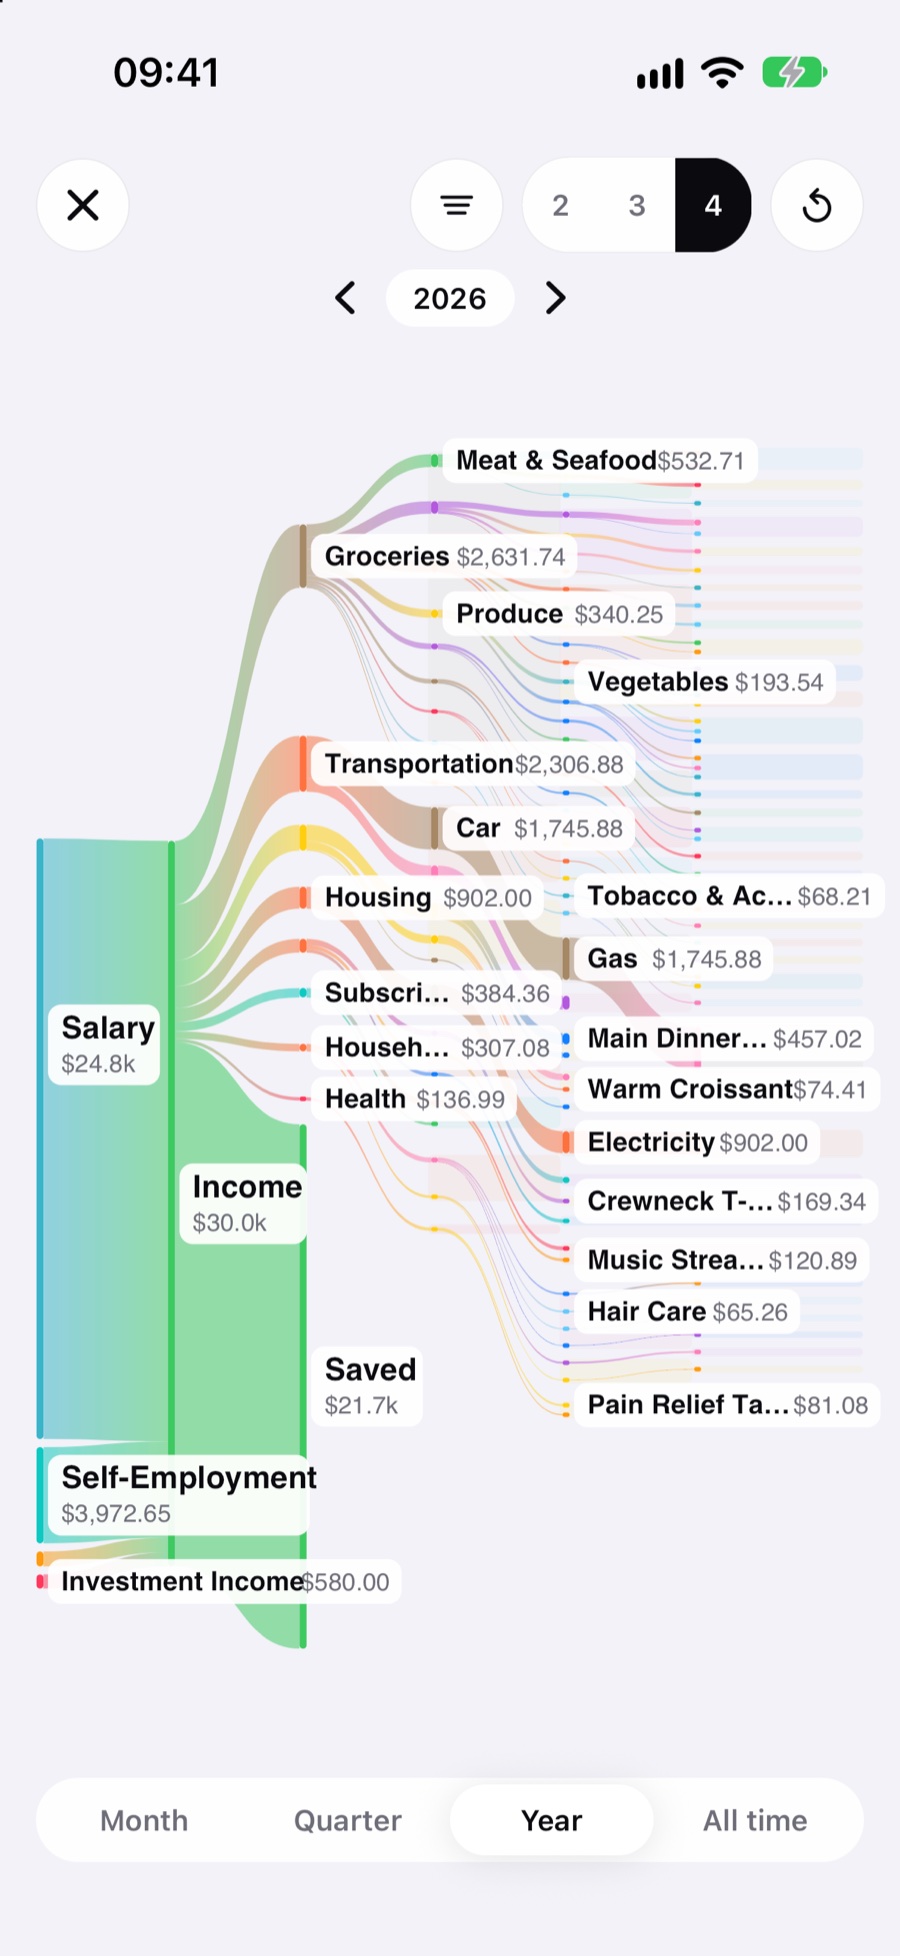 09:41
2 3 4
2026
Meat & Seafood $532.71
Groceries $2,631.74
Produce $340.25
Vegetables $193.54
Transportation $2,306.88
Car $1,745.88
Housing $902.00
Tobacco & Ac... $68.21
Gas $1,745.88
Subscri... $384.36
Salary
$24.8k
Main Dinner... $457.02
Househ... $307.08
Warm Croissant $74.41
Health $136.99
Electricity $902.00
Income
$30.0k
Crewneck T-... $169.34
Music Strea... $120.89
Hair Care $65.26
Saved
$21.7k
Pain Relief Ta... $81.08
Self-Employment
$3,972.65
Investment Income $580.00
Month Quarter Year All time